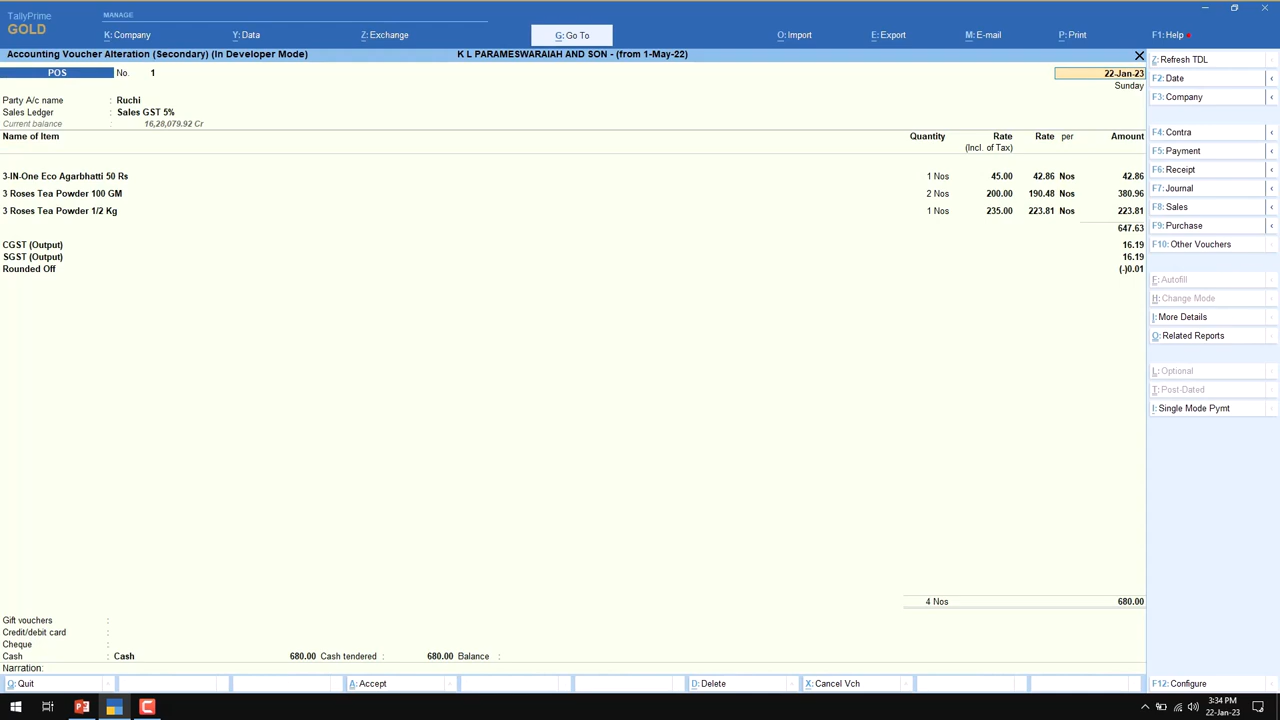 TallyPrime MANAGE
GOLD K: Company Y: Data Z: Exchange G: Go To O: Import E: Export M: E-mail P: Print F1: Help
Accounting Voucher Alteration (Secondary) (In Developer Mode) K L PARAMESWARAIAH AND SON - (from 1-May-22)
Z: Refresh TDL
POS No. 1 22-Jan-23
F2: Date
Sunday
F3: Company
Party A/c name : Ruchi
Sales Ledger : Sales GST 5%
Current balance : 16,28,079.92 Cr
Name of Item Quantity Rate Rate per Amount
(Incl. of Tax)
F4: Contra
F5: Payment
F6: Receipt
F7: Journal
F8: Sales
F9: Purchase
F10: Other Vouchers
3-IN-One Eco Agarbhatti 50 Rs 1 Nos 45.00 42.86 Nos 42.86
3 Roses Tea Powder 100 GM 2 Nos 200.00 190.48 Nos 380.96
3 Roses Tea Powder 1/2 Kg 1 Nos 235.00 223.81 Nos 223.81
647.63
CGST (Output) 16.19
SGST (Output) 16.19
Rounded Off (-)0.01
F: Autofill
H: Change Mode
I: More Details
O: Related Reports
L: Optional
T: Post-Dated
I: Single Mode Pymt
4 Nos 680.00
Gift vouchers :
Credit/debit card :
Cheque :
Cash : Cash 680.00 Cash tendered : 680.00 Balance :
Narration:
Q: Quit A: Accept D: Delete X: Cancel Vch F12: Configure
3:34 PM
22-Jan-23